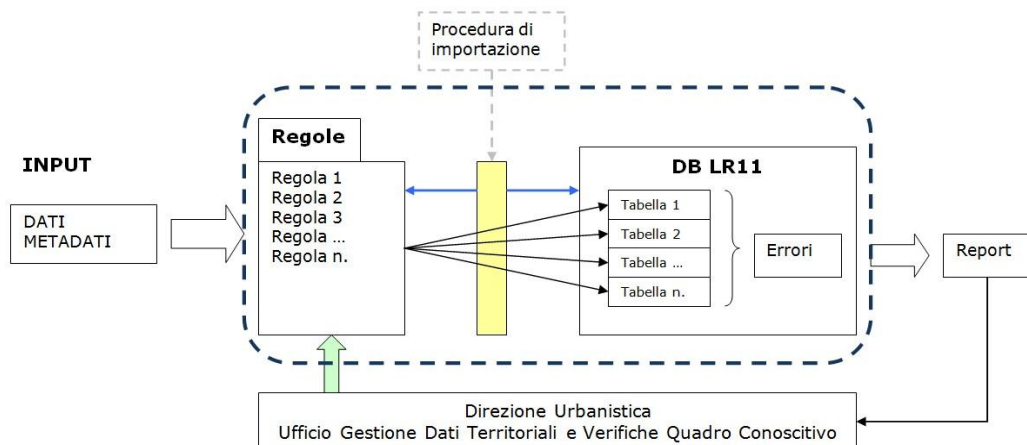 Procedura di
importazione
INPUT
DATI
METADATI
Regole
Regola 1
Regola 2
Regola 3
Regola ...
Regola n.
DB LR11
Tabella 1
Tabella 2
Tabella ...
Tabella n.
Errori
Report
Direzione Urbanistica
Ufficio Gestione Dati Territoriali e Verifiche Quadro Conoscitivo